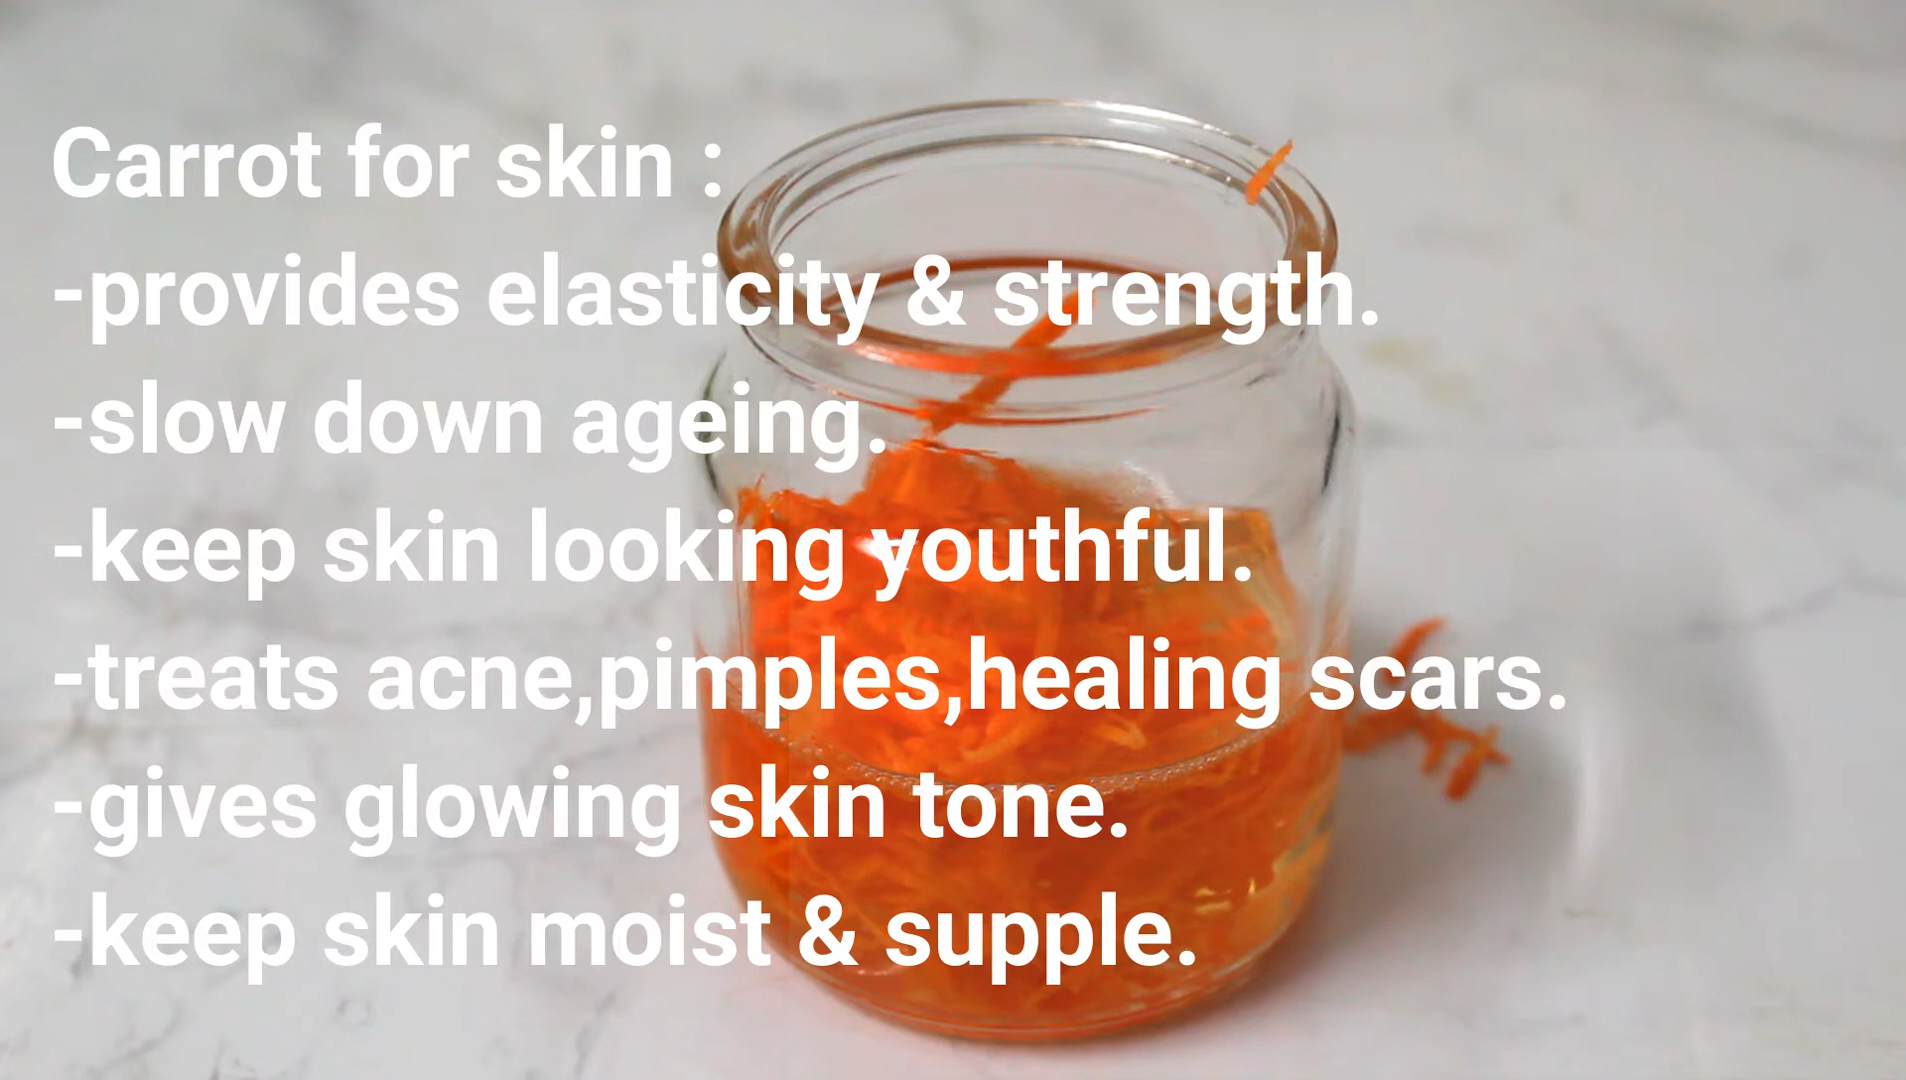 Carrot for skin :
-provides elasticity & strength.
-slow down ageing.
-keep skin looking youthful.
-treats acne,pimples,healing scars.
-gives glowing skin tone.
-keep skin moist & supple.